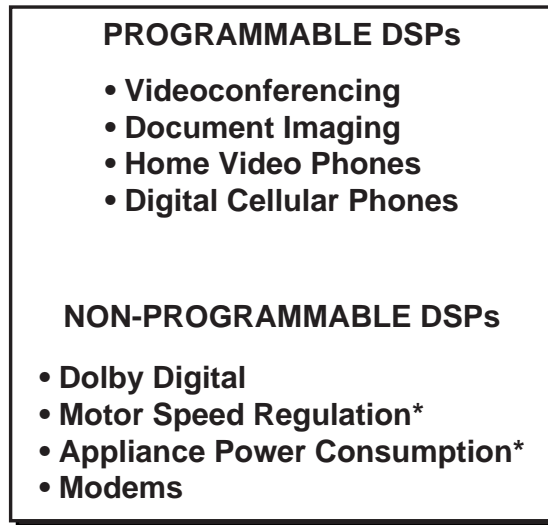 PROGRAMMABLE DSPs
• Videoconferencing
• Document Imaging
• Home Video Phones
• Digital Cellular Phones
NON-PROGRAMMABLE DSPs
• Dolby Digital
• Motor Speed Regulation*
• Appliance Power Consumption*
• Modems